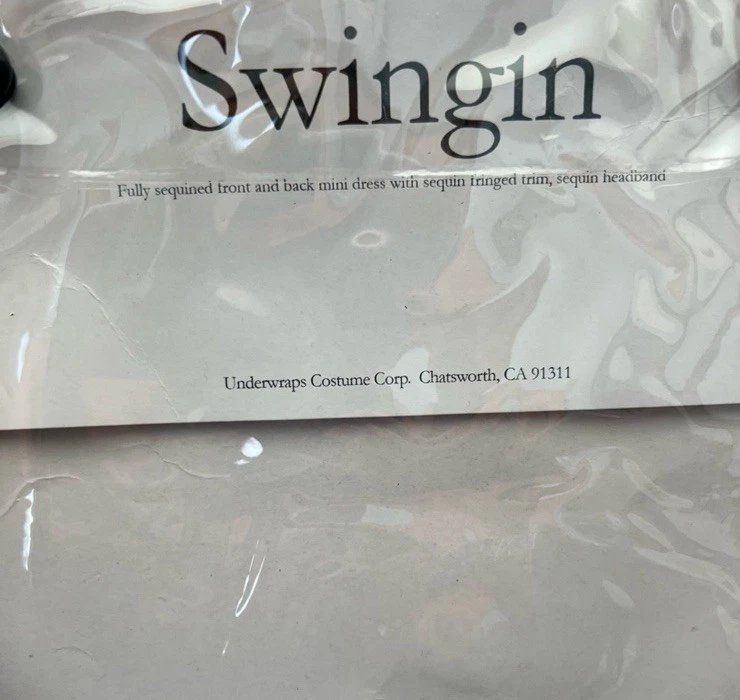 Swingin
Fully sequined front and back mini dress with sequin fringed trim, sequin headband
Underwraps Costume Corp. Chatsworth, CA 91311